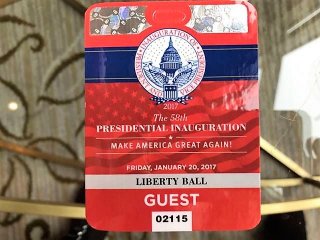 2017
The 58th
PRESIDENTIAL INAUGURATION
MAKE AMERICA GREAT AGAIN!
FRIDAY, JANUARY 20, 2017
LIBERTY BALL
GUEST
02115